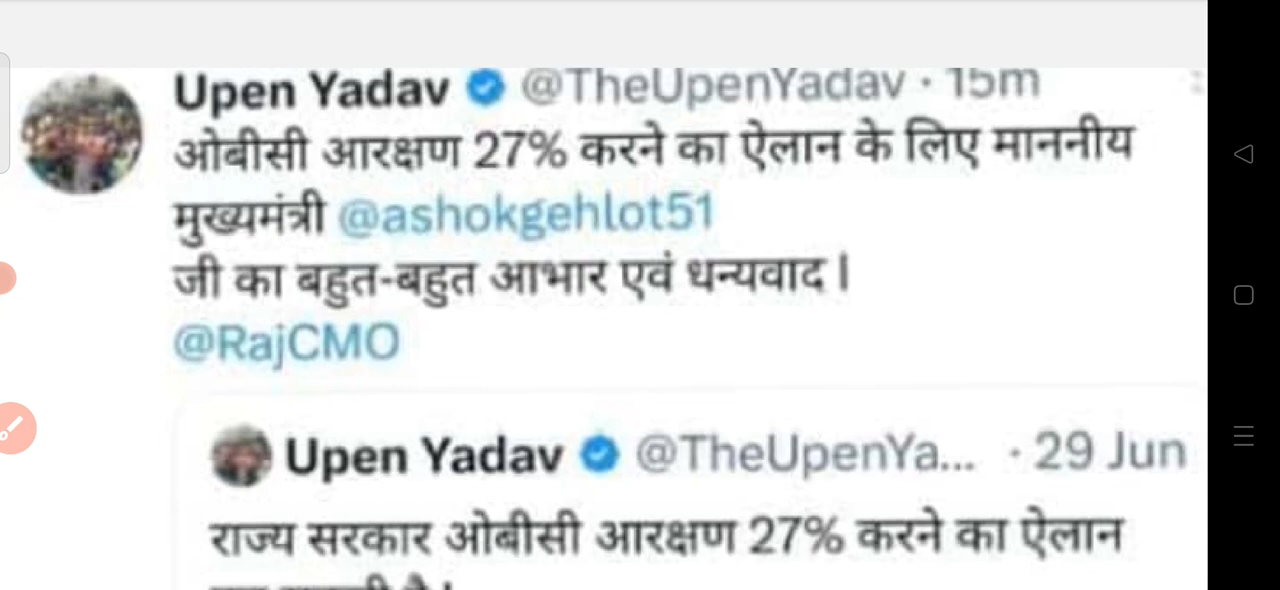 Upen Yadav @TheUpenYadav · 15m
ओबीसी आरक्षण 27% करने का ऐलान के लिए माननीय
मुख्यमंत्री @ashokgehlot51
जी का बहुत-बहुत आभार एवं धन्यवाद |
@RajCMO
Upen Yadav @TheUpenYa... · 29 Jun
राज्य सरकार ओबीसी आरक्षण 27% करने का ऐलान